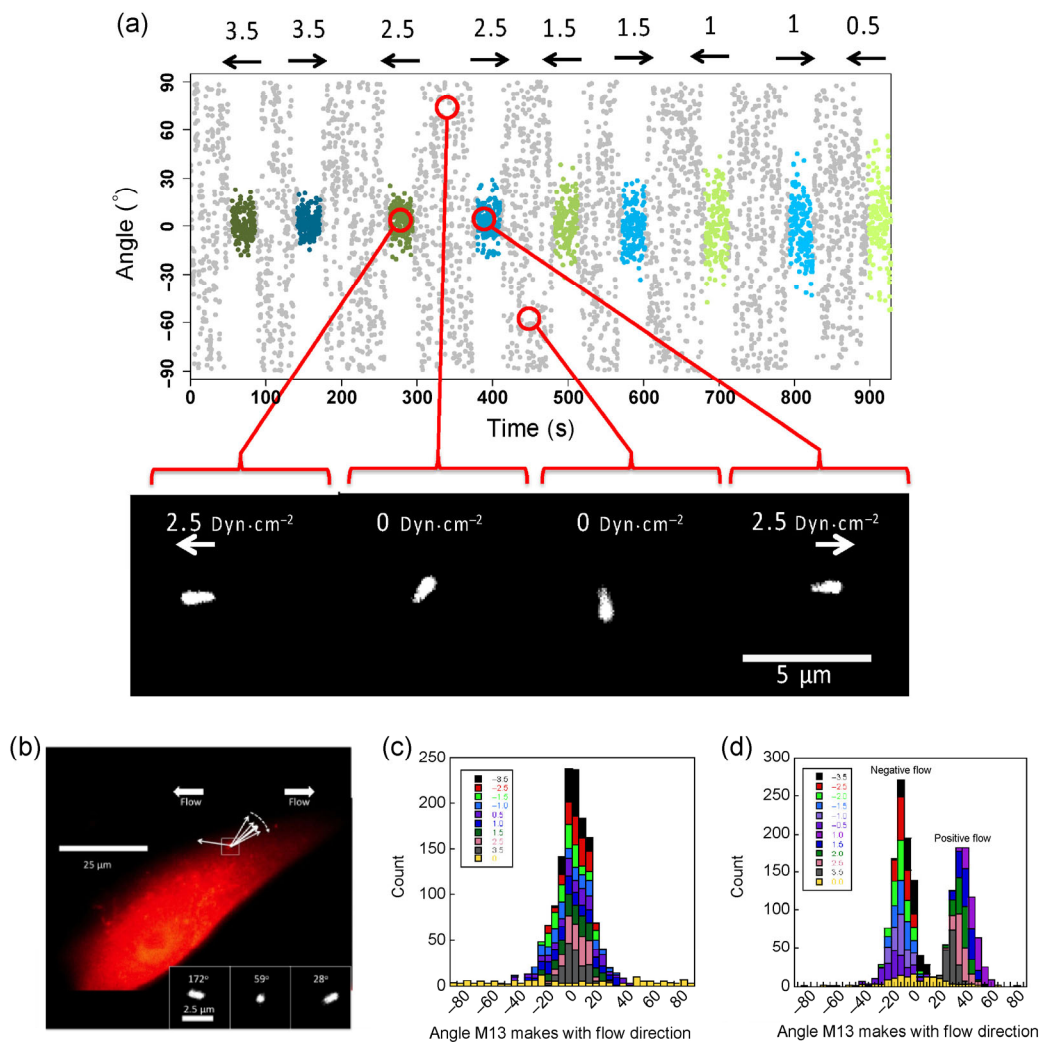 (a)
3.5 3.5 2.5 2.5 1.5 1.5 1 1 0.5
90
60
30
0
−30
−60
−90
Angle (°)
0 100 200 300 400 500 600 700 800 900
Time (s)
2.5 Dyn·cm−2 0 Dyn·cm−2 0 Dyn·cm−2 2.5 Dyn·cm−2
5 μm
(b)
Flow Flow
25 μm
172° 59° 28°
2.5 μm
(c)
250
200
150
100
50
0
Count
−3.5
−2.5
−1.5
−1.0
0.5
1.0
1.5
2.5
3.5
0
−80 −60 −40 −20 0 20 40 60 80
Angle M13 makes with flow direction
(d)
300
250
200
150
100
50
0
Count
Negative flow
Positive flow
−3.5
−2.5
−2.0
−1.5
−1.0
−0.5
1.0
1.5
2.0
2.5
3.5
0.0
−80 −60 −40 −20 0 20 40 60 80
Angle M13 makes with flow direction